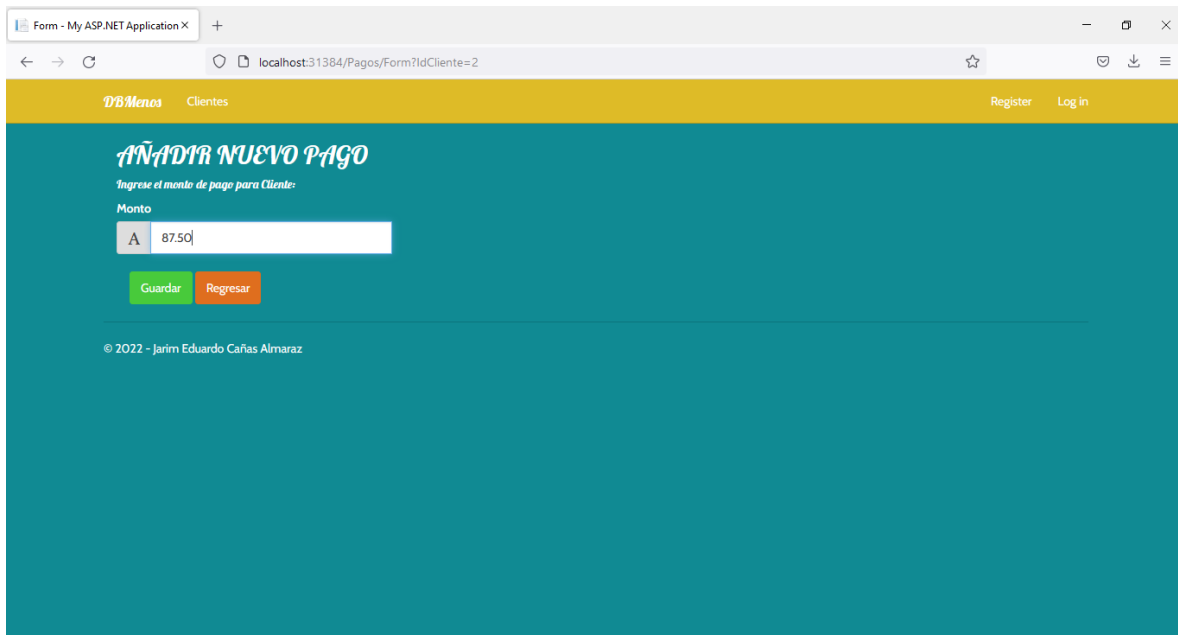 Form - My ASP.NET Application
localhost:31384/Pagos/Form?IdCliente=2
DBMenos Clientes Register Log in
AÑADIR NUEVO PAGO
Ingrese el monto de pago para Cliente:
Monto
A 87.50
Guardar Regresar
© 2022 - Jarim Eduardo Cañas Almaraz